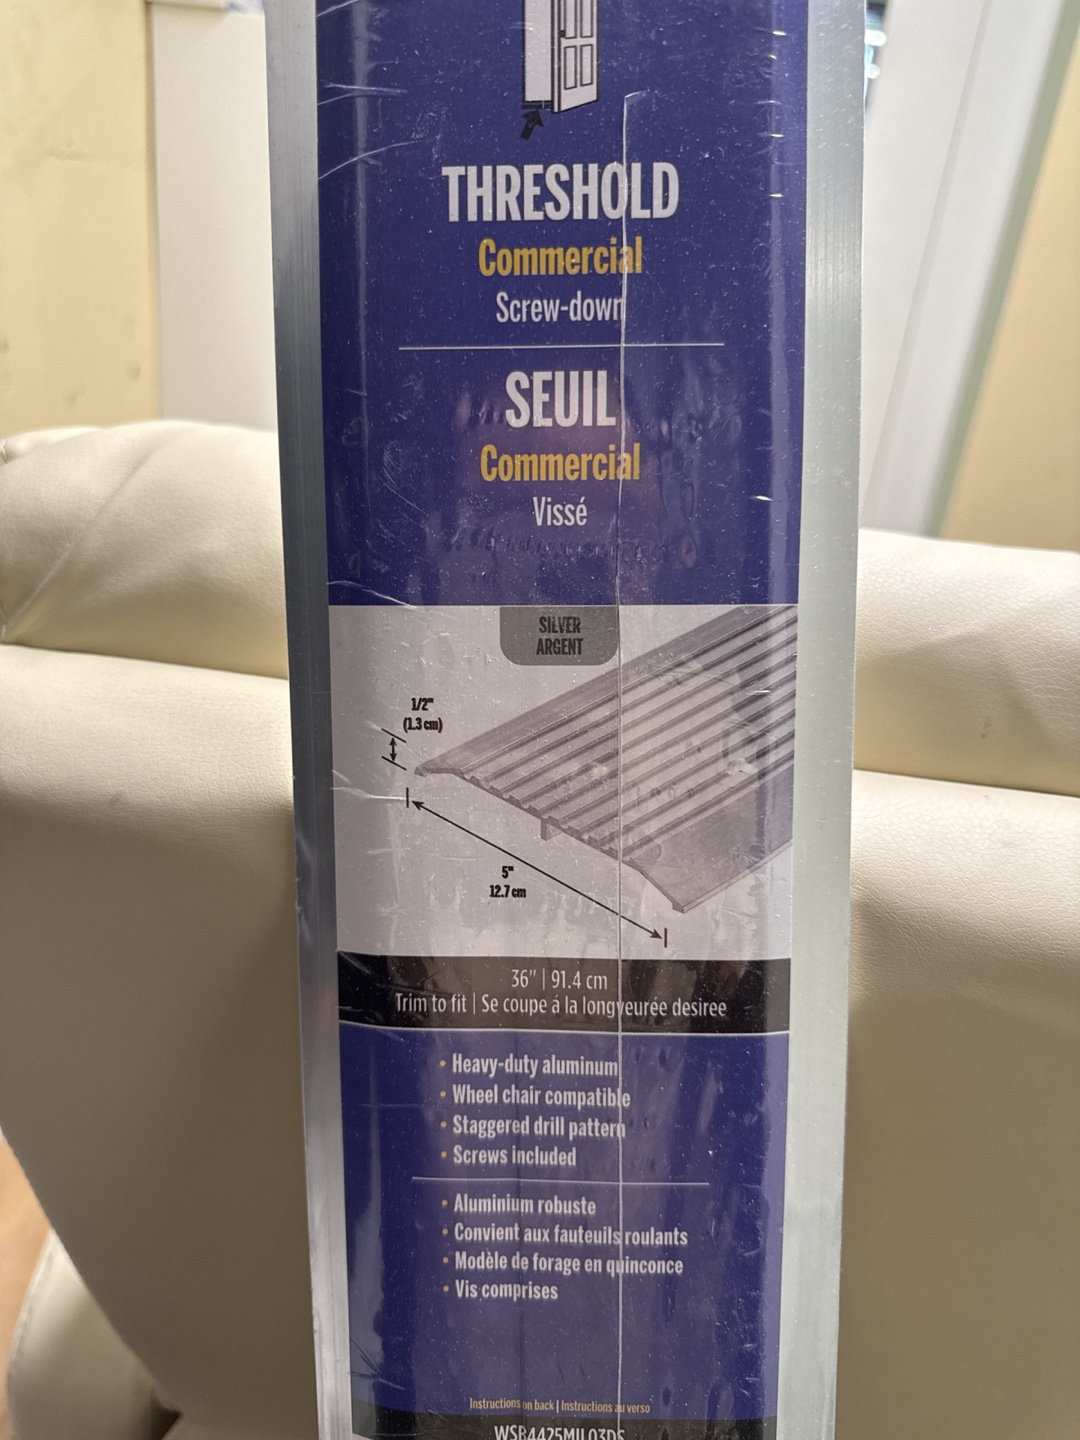 THRESHOLD
Commercial
Screw-down
SEUIL
Commercial
Vissé
SILVER
ARGENT
1/2"
(1.3 cm)
5"
12.7 cm
36" | 91.4 cm
Trim to fit | Se coupe á la longveurée desiree
• Heavy-duty aluminum
• Wheel chair compatible
• Staggered drill pattern
• Screws included
• Aluminium robuste
• Convient aux fauteuils roulants
• Modèle de forage en quinconce
• Vis comprises
Instructions on back | Instructions au verso